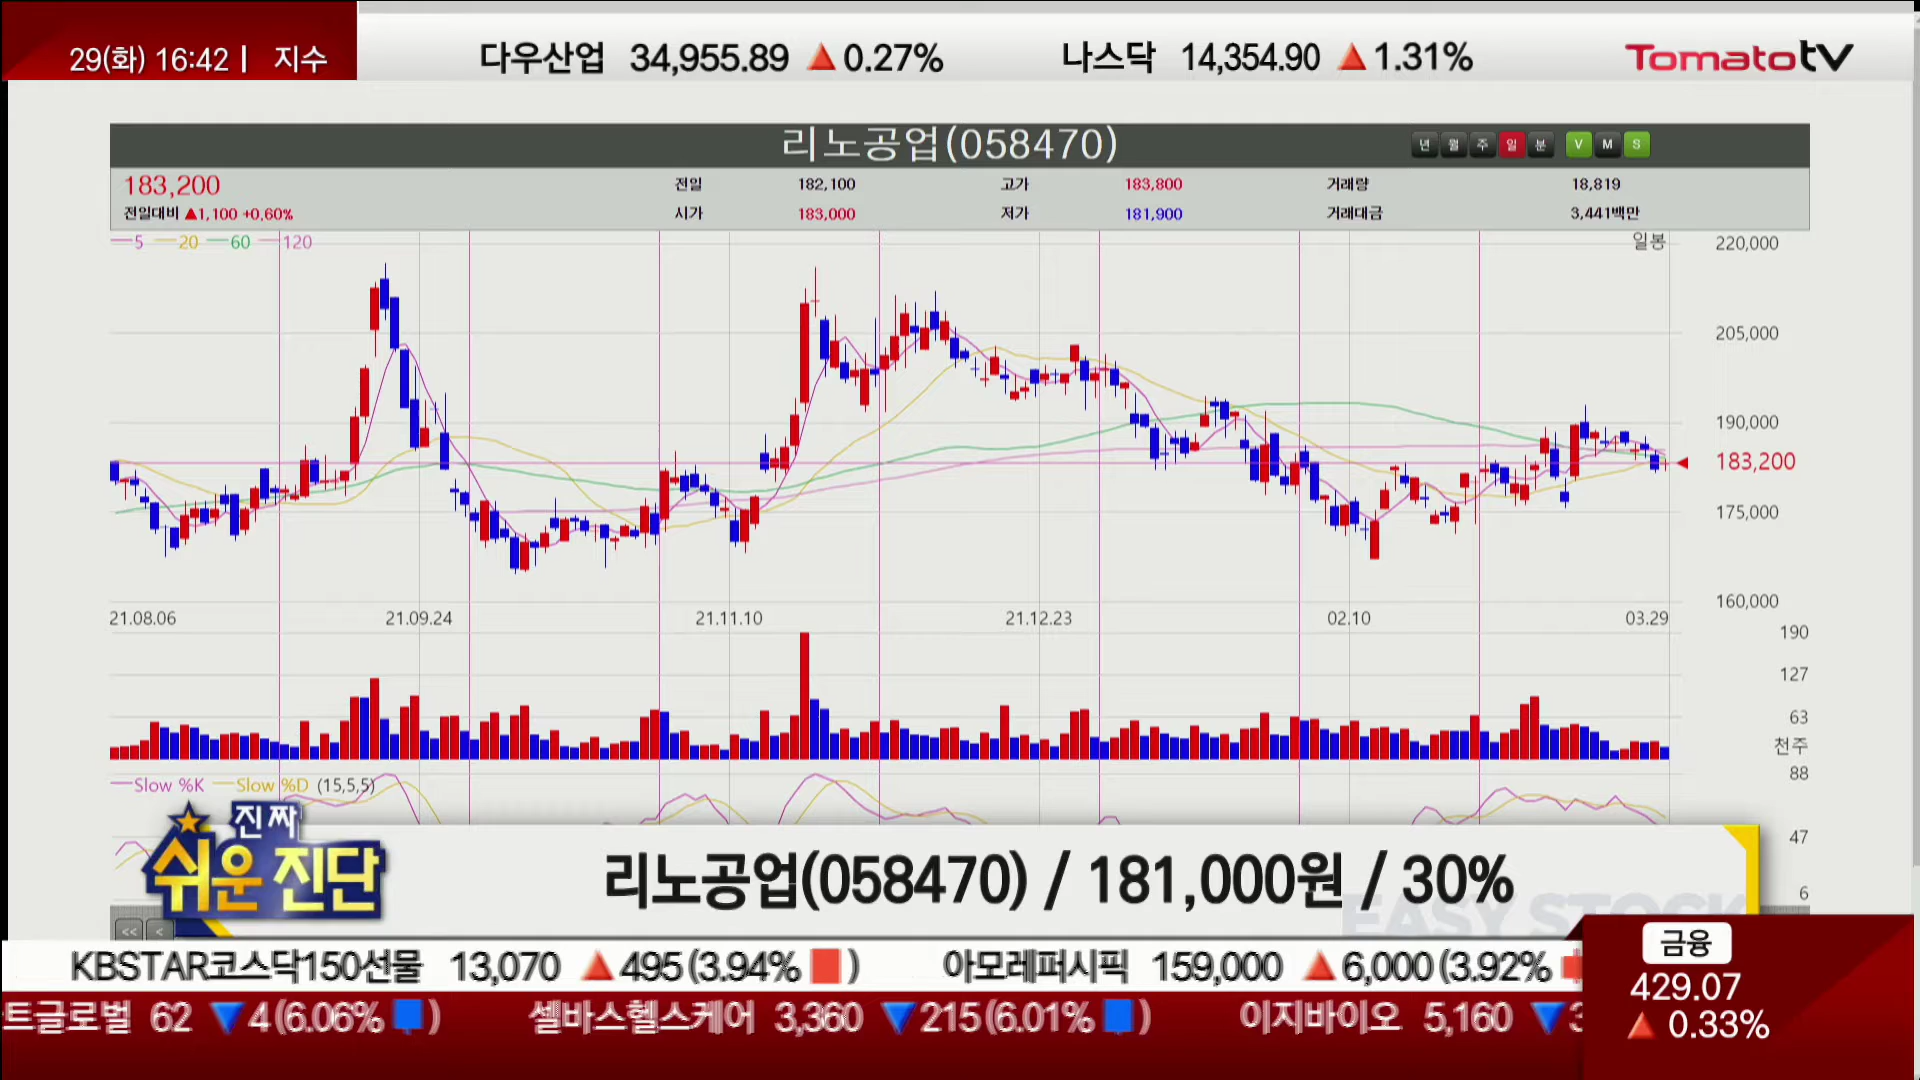 29(화) 16:42 | 지수
다우산업 34,955.89 ▲ 0.27%
나스닥 14,354.90 ▲ 1.31%
Tomato tv
리노공업(058470)
년 월 주 일 분 V M S
183,200 전일 182,100 고가 183,800 거래량 18,819
전일대비 ▲1,100 +0.60% 시가 183,000 저가 181,900 거래대금 3,441백만
5 20 60 120
일봉
220,000
205,000
190,000
183,200
175,000
160,000
21.08.06 21.09.24 21.11.10 21.12.23 02.10 03.29
190
127
63
천주
Slow %K Slow %D (15,5,5)
88
47
6
진짜
쉬운 진단
리노공업(058470) / 181,000원 / 30%
EASY STOCK
<< <
KBSTAR코스닥150선물 13,070 ▲ 495 (3.94% ) 아모레퍼시픽 159,000 ▲ 6,000 (3.92%
트글로벌 62 ▼ 4 (6.06% ) 셀바스헬스케어 3,360 ▼ 215 (6.01% ) 이지바이오 5,160 ▼
금융
429.07
▲ 0.33%